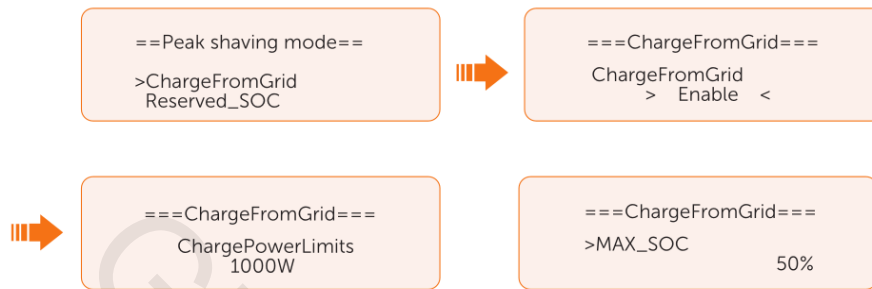 ==Peak shaving mode==
>ChargeFromGrid
Reserved_SOC
===ChargeFromGrid===
ChargeFromGrid
> Enable <
===ChargeFromGrid===
ChargePowerLimits
1000W
===ChargeFromGrid===
>MAX_SOC
50%